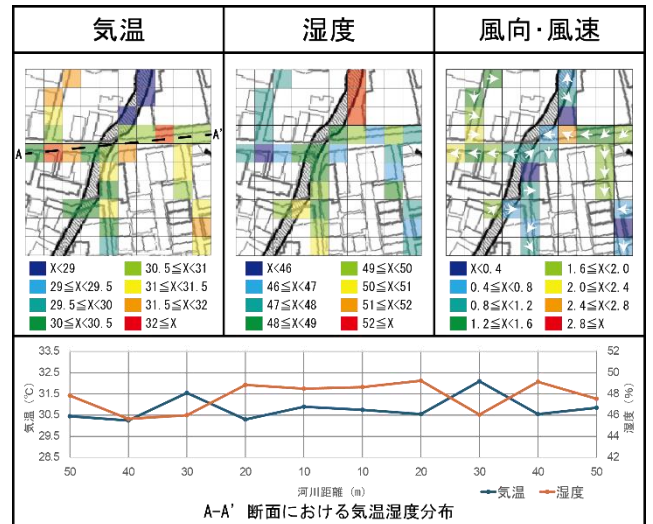 気温 湿度 風向・風速
A A'
X<29 30.5≦X<31 X<46 49≦X<50 X<0.4 1.6≦X<2.0
29≦X<29.5 31≦X<31.5 46≦X<47 50≦X<51 0.4≦X<0.8 2.0≦X<2.4
29.5≦X<30 31.5≦X<32 47≦X<48 51≦X<52 0.8≦X<1.2 2.4≦X<2.8
30≦X<30.5 32≦X 48≦X<49 52≦X 1.2≦X<1.6 2.8≦X
33.5 52
32.5 50
31.5 48
30.5 46
29.5 44
28.5 42
気温(℃) 湿度(%)
50 40 30 20 10 10 20 30 40 50
河川距離(m) 気温 湿度
A-A' 断面における気温湿度分布